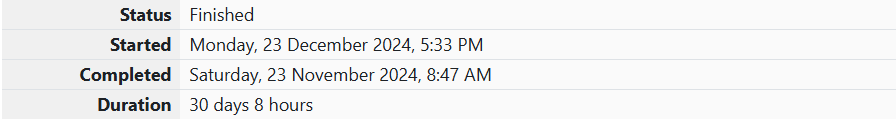 Status Finished
Started Monday, 23 December 2024, 5:33 PM
Completed Saturday, 23 November 2024, 8:47 AM
Duration 30 days 8 hours